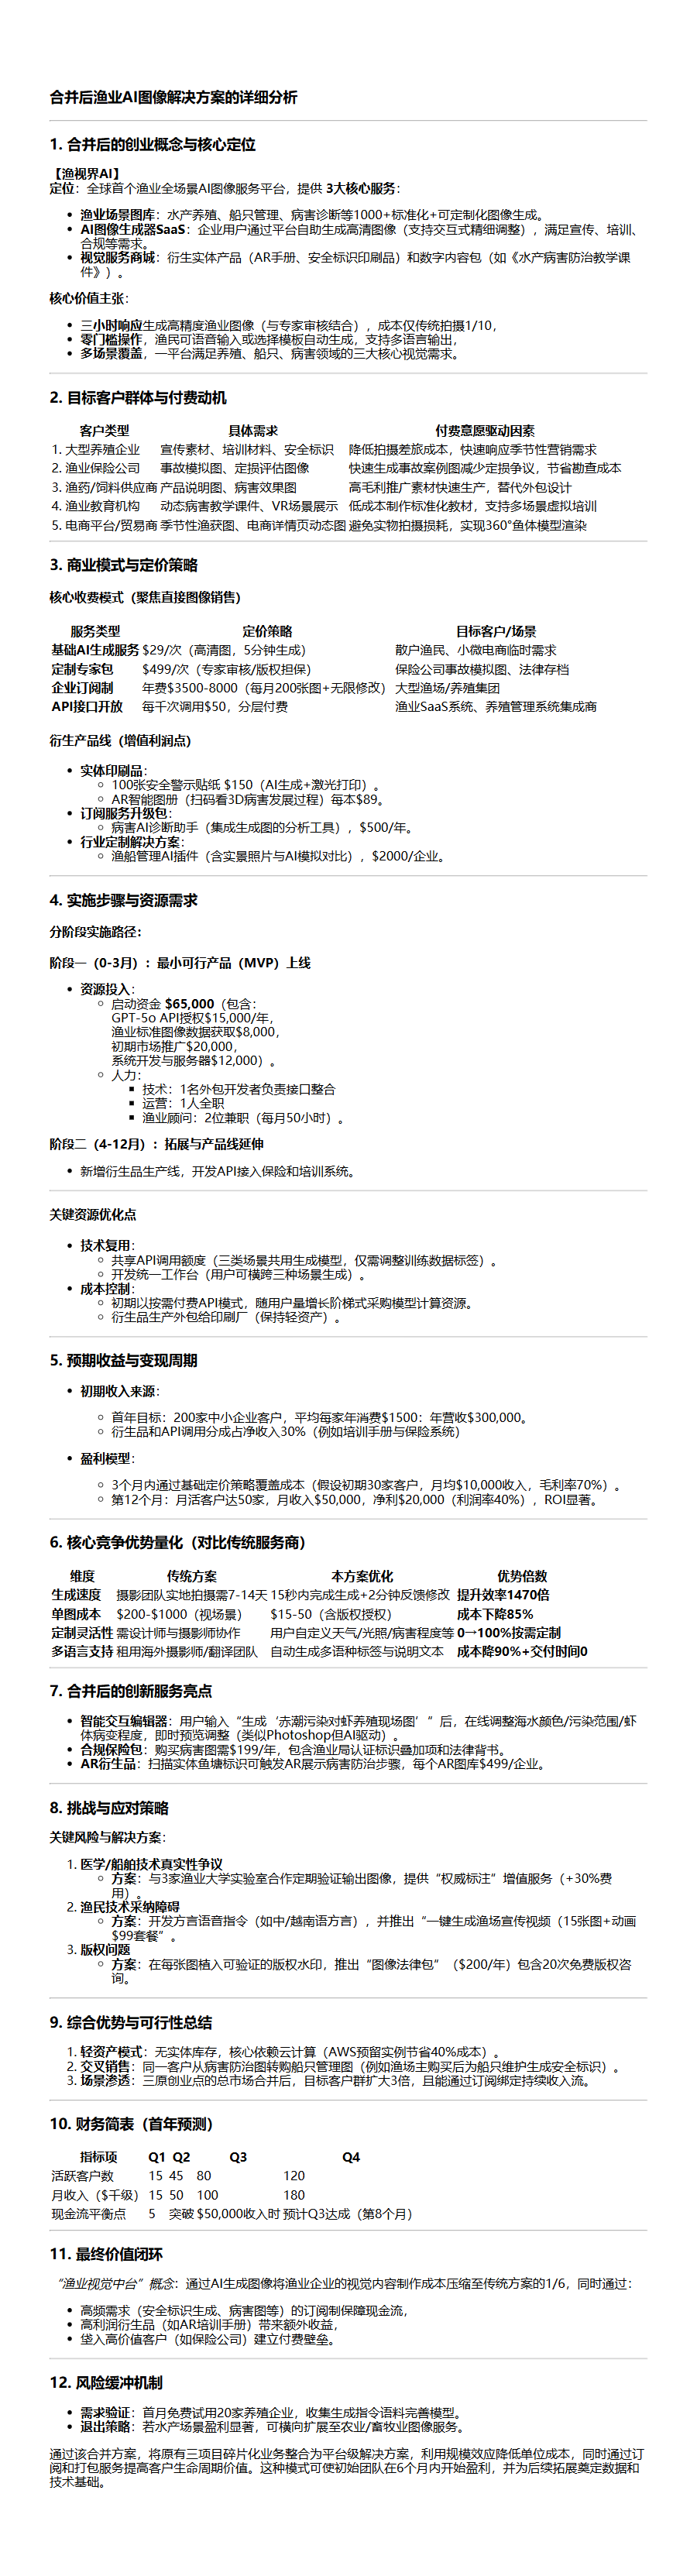 合并后渔业AI图像解决方案的详细分析
1. 合并后的创业概念与核心定位
【渔视界AI】
定位：全球首个渔业全场景AI图像服务平台，提供 3大核心服务：
• 渔业场景图库：水产养殖、船只管理、病害诊断等1000+标准化+可定制化图像生成。
• AI图像生成器SaaS：企业用户通过平台自助生成高清图像（支持交互式精细调整），满足宣传、培训、
合规等需求。
• 视觉服务商城：衍生实体产品（AR手册、安全标识印刷品）和数字内容包（如《水产病害防治教学课
件》）。
核心价值主张：
• 三小时响应生成高精度渔业图像（与专家审核结合），成本仅传统拍摄1/10，
• 零门槛操作，渔民可语音输入或选择模板自动生成，支持多语言输出，
• 多场景覆盖，一平台满足养殖、船只、病害领域的三大核心视觉需求。
2. 目标客户群体与付费动机
客户类型 具体需求 付费意愿驱动因素
1. 大型养殖企业 宣传素材、培训材料、安全标识 降低拍摄差旅成本，快速响应季节性营销需求
2. 渔业保险公司 事故模拟图、定损评估图像 快速生成事故案例图减少定损争议，节省勘查成本
3. 渔药/饲料供应商 产品说明图、病害效果图 高毛利推广素材快速生产，替代外包设计
4. 渔业教育机构 动态病害教学课件、VR场景展示 低成本制作标准化教材，支持多场景虚拟培训
5. 电商平台/贸易商 季节性渔获图、电商详情页动态图 避免实物拍摄损耗，实现360°鱼体模型渲染
3. 商业模式与定价策略
核心收费模式（聚焦直接图像销售）
服务类型 定价策略 目标客户/场景
基础AI生成服务 $29/次（高清图，5分钟生成） 散户渔民、小微电商临时需求
定制专家包 $499/次（专家审核/版权担保） 保险公司事故模拟图、法律存档
企业订阅制 年费$3500-8000（每月200张图+无限修改） 大型渔场/养殖集团
API接口开放 每千次调用$50，分层付费 渔业SaaS系统、养殖管理系统集成商
衍生产品线（增值利润点）
• 实体印刷品：
◦ 100张安全警示贴纸 $150（AI生成+激光打印）。
◦ AR智能图册（扫码看3D病害发展过程）每本$89。
• 订阅服务升级包：
◦ 病害AI诊断助手（集成生成图的分析工具），$500/年。
• 行业定制解决方案：
◦ 渔船管理AI插件（含实景照片与AI模拟对比），$2000/企业。
4. 实施步骤与资源需求
分阶段实施路径：
阶段一（0-3月）：最小可行产品（MVP）上线
• 资源投入：
◦ 启动资金 $65,000（包含：
GPT-5o API授权$15,000/年，
渔业标准图像数据获取$8,000，
初期市场推广$20,000，
系统开发与服务器$12,000）。
◦ 人力：
▪ 技术：1名外包开发者负责接口整合
▪ 运营：1人全职
▪ 渔业顾问：2位兼职（每月50小时）。
阶段二（4-12月）：拓展与产品线延伸
• 新增衍生品生产线，开发API接入保险和培训系统。
关键资源优化点
• 技术复用：
◦ 共享API调用额度（三类场景共用生成模型，仅需调整训练数据标签）。
◦ 开发统一工作台（用户可横跨三种场景生成）。
• 成本控制：
◦ 初期以按需付费API模式，随用户量增长阶梯式采购模型计算资源。
◦ 衍生品生产外包给印刷厂（保持轻资产）。
5. 预期收益与变现周期
• 初期收入来源：
◦ 首年目标：200家中小企业客户，平均每家年消费$1500：年营收$300,000。
◦ 衍生品和API调用分成占净收入30%（例如培训手册与保险系统）
• 盈利模型：
◦ 3个月内通过基础定价策略覆盖成本（假设初期30家客户，月均$10,000收入，毛利率70%）。
◦ 第12个月：月活客户达50家，月收入$50,000，净利$20,000（利润率40%），ROI显著。
6. 核心竞争优势量化（对比传统服务商）
维度 传统方案 本方案优化 优势倍数
生成速度 摄影团队实地拍摄需7-14天 15秒内完成生成+2分钟反馈修改 提升效率1470倍
单图成本 $200-$1000（视场景） $15-50（含版权授权） 成本下降85%
定制灵活性 需设计师与摄影师协作 用户自定义天气/光照/病害程度等 0→100%按需定制
多语言支持 租用海外摄影师/翻译团队 自动生成多语种标签与说明文本 成本降90%+交付时间0
7. 合并后的创新服务亮点
• 智能交互编辑器：用户输入“生成‘赤潮污染对虾养殖现场图’”后，在线调整海水颜色/污染范围/虾
体病变程度，即时预览调整（类似Photoshop但AI驱动）。
• 合规保险包：购买病害图需$199/年，包含渔业局认证标识叠加项和法律背书。
• AR衍生品：扫描实体鱼塘标识可触发AR展示病害防治步骤，每个AR图库$499/企业。
8. 挑战与应对策略
关键风险与解决方案：
1. 医学/船舶技术真实性争议
◦ 方案：与3家渔业大学实验室合作定期验证输出图像，提供“权威标注”增值服务（+30%费
用）。
2. 渔民技术采纳障碍
◦ 方案：开发方言语音指令（如中/越南语方言），并推出“一键生成渔场宣传视频（15张图+动画
$99套餐”。
3. 版权问题
◦ 方案：在每张图植入可验证的版权水印，推出“图像法律包”（$200/年）包含20次免费版权咨
询。
9. 综合优势与可行性总结
1. 轻资产模式：无实体库存，核心依赖云计算（AWS预留实例节省40%成本）。
2. 交叉销售：同一客户从病害防治图转购船只管理图（例如渔场主购买后为船只维护生成安全标识）。
3. 场景渗透：三原创业点的总市场合并后，目标客户群扩大3倍，且能通过订阅绑定持续收入流。
10. 财务简表（首年预测）
指标项 Q1 Q2 Q3 Q4
活跃客户数 15 45 80 120
月收入（$千级） 15 50 100 180
现金流平衡点 5 突破 $50,000收入时 预计Q3达成（第8个月）
11. 最终价值闭环
“渔业视觉中台”概念：通过AI生成图像将渔业企业的视觉内容制作成本压缩至传统方案的1/6，同时通过：
• 高频需求（安全标识生成、病害图等）的订阅制保障现金流，
• 高利润衍生品（如AR培训手册）带来额外收益，
• 垡入高价值客户（如保险公司）建立付费壁垒。
12. 风险缓冲机制
• 需求验证：首月免费试用20家养殖企业，收集生成指令语料完善模型。
• 退出策略：若水产场景盈利显著，可横向扩展至农业/畜牧业图像服务。
通过该合并方案，将原有三项目碎片化业务整合为平台级解决方案，利用规模效应降低单位成本，同时通过订
阅和打包服务提高客户生命周期价值。这种模式可使初始团队在6个月内开始盈利，并为后续拓展奠定数据和
技术基础。